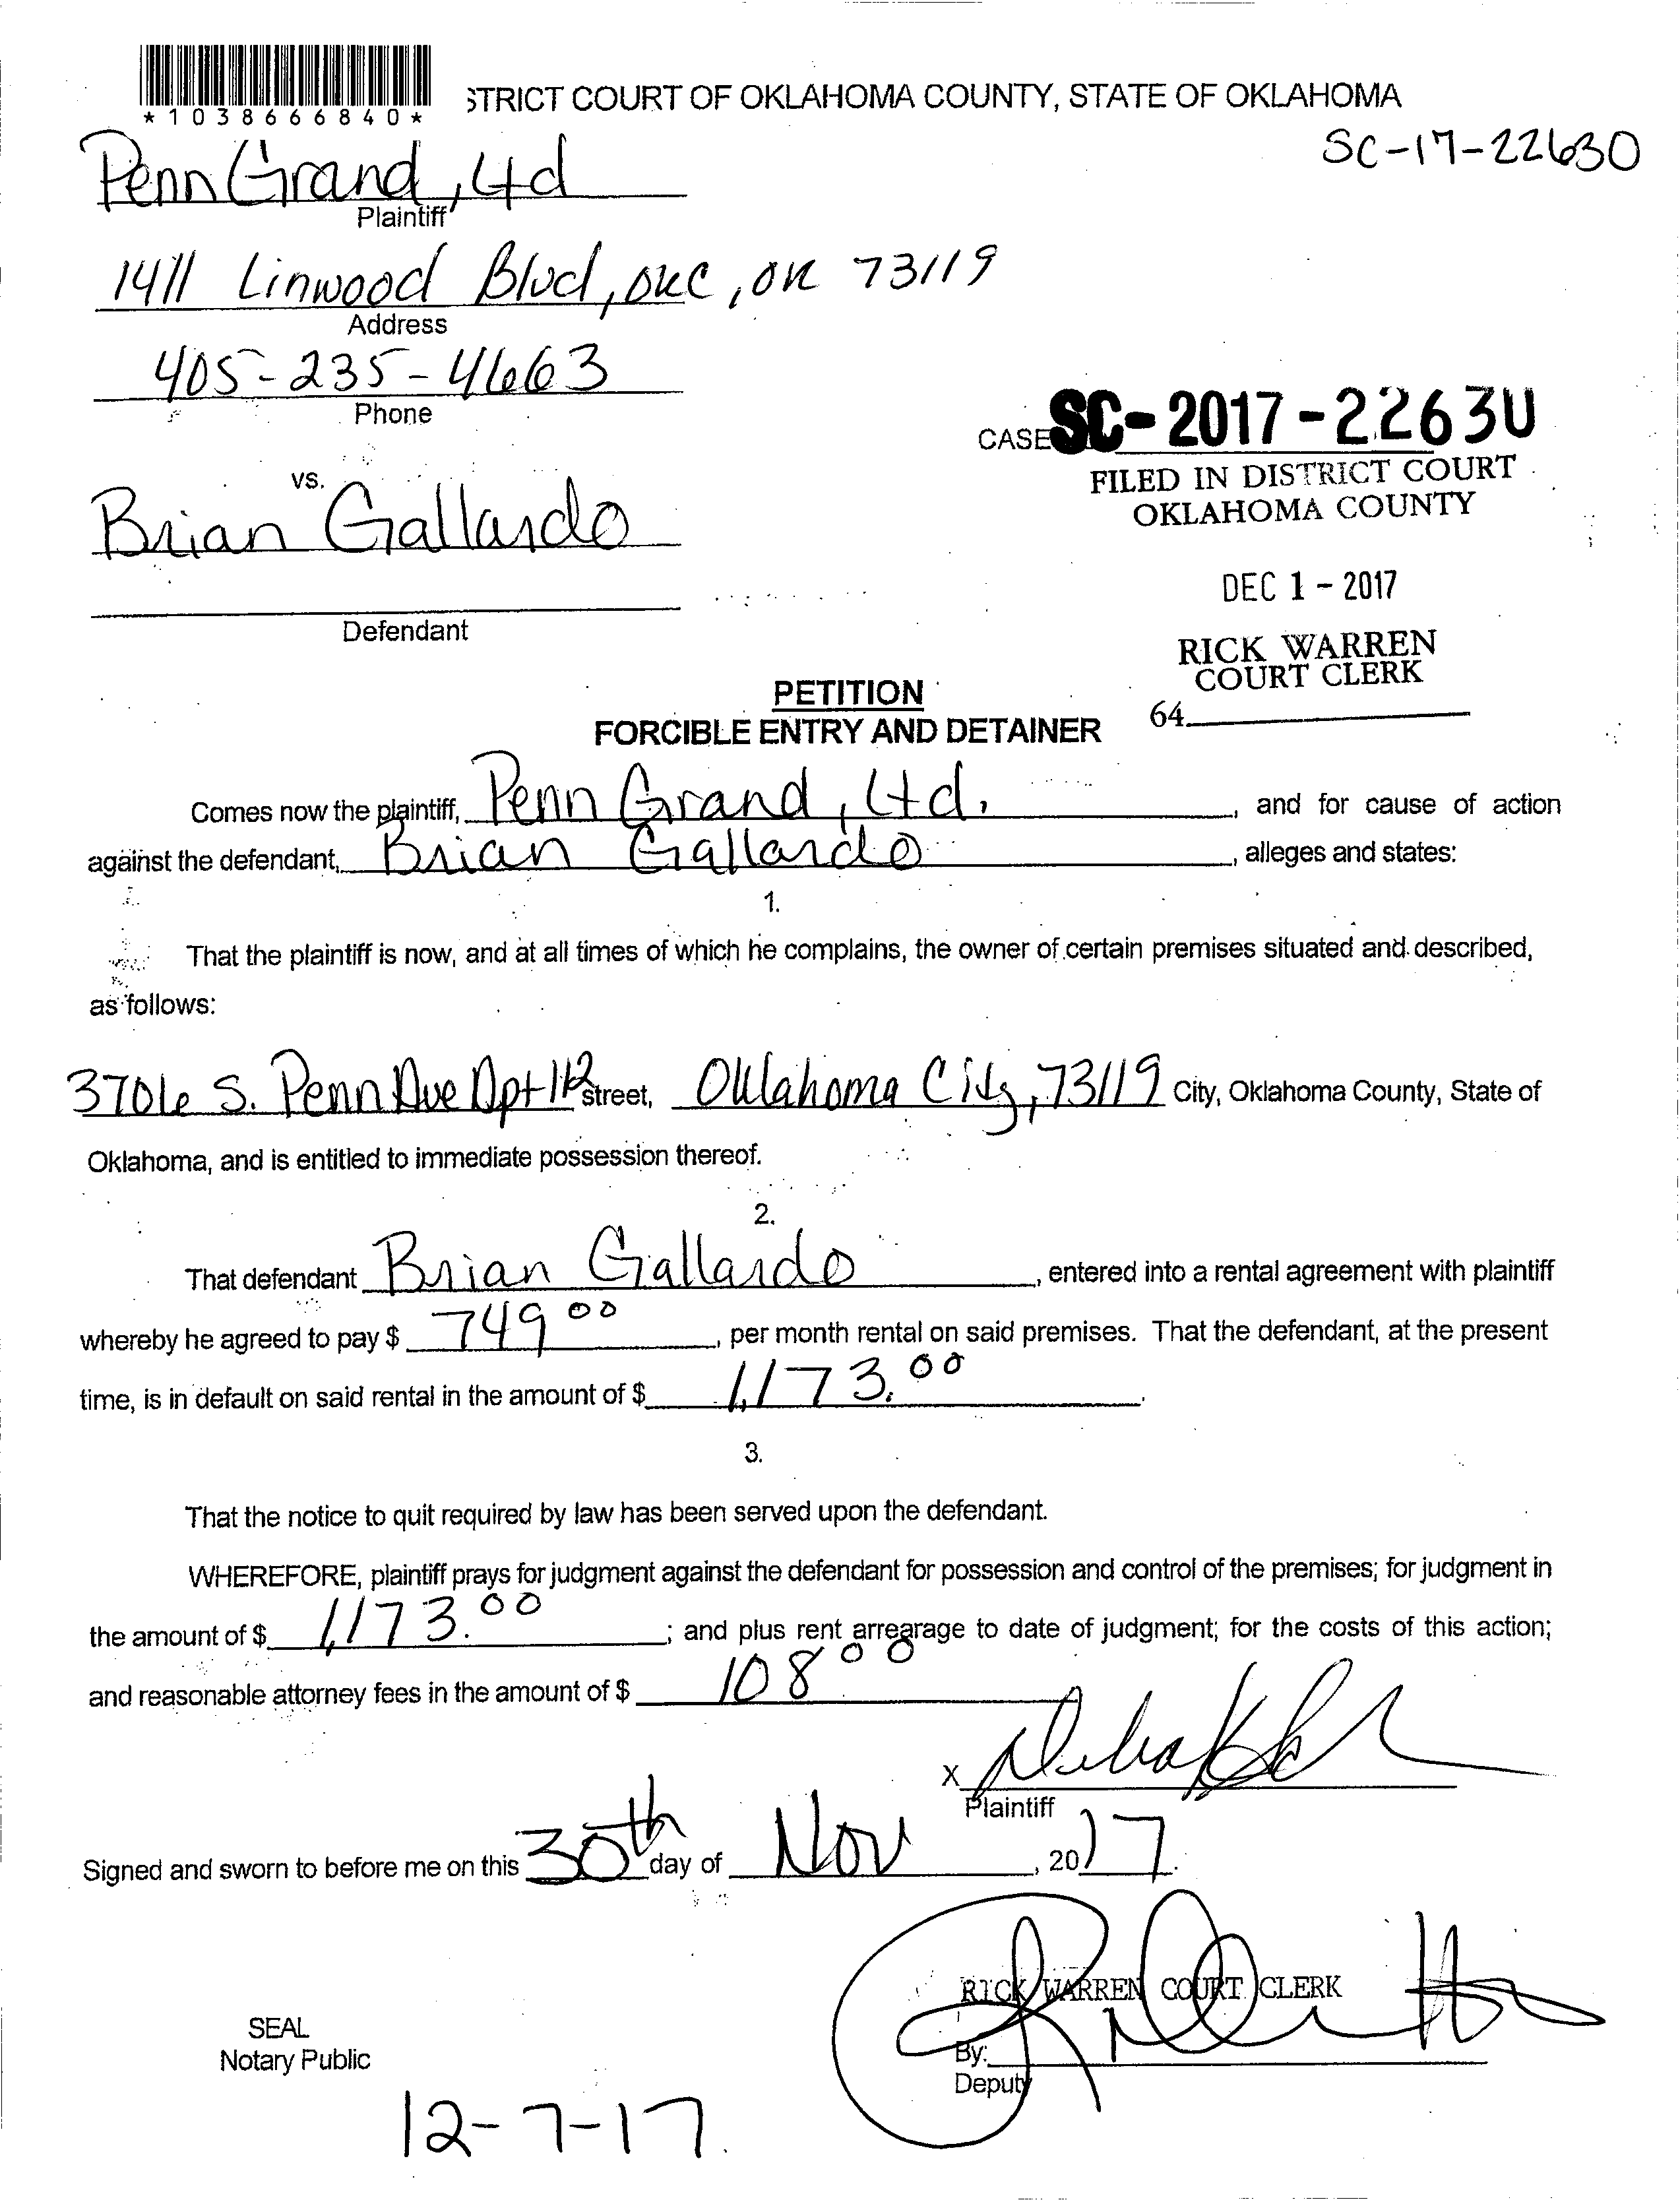 *1038666840*
STRICT COURT OF OKLAHOMA COUNTY, STATE OF OKLAHOMA
SC-17-22630
Penn Grand, Ltd
Plaintiff
1411 Linwood Blvd, OKC, OK 73119
Address
405-235-4663
Phone
CASE SC-2017-22630
FILED IN DISTRICT COURT
OKLAHOMA COUNTY
vs.
Brian Gallardo
DEC 1 - 2017
Defendant
RICK WARREN
COURT CLERK
64
PETITION
FORCIBLE ENTRY AND DETAINER
Comes now the plaintiff, Penn Grand, Ltd. , and for cause of action
against the defendant, Brian Gallardo , alleges and states:
1.
That the plaintiff is now, and at all times of which he complains, the owner of certain premises situated and described,
as follows:
3706 S. Penn Ave Apt 112 street, Oklahoma City, 73119 City, Oklahoma County, State of
Oklahoma, and is entitled to immediate possession thereof.
2.
That defendant Brian Gallardo , entered into a rental agreement with plaintiff
whereby he agreed to pay $ 749 00 , per month rental on said premises. That the defendant, at the present
time, is in default on said rental in the amount of $ 1,173.00 .
3.
That the notice to quit required by law has been served upon the defendant.
WHEREFORE, plaintiff prays for judgment against the defendant for possession and control of the premises; for judgment in
the amount of $ 1,173.00 ; and plus rent arrearage to date of judgment; for the costs of this action;
and reasonable attorney fees in the amount of $ 108 00
X
Plaintiff
Signed and sworn to before me on this 30th day of Nov , 2017.
RICK WARREN COURT CLERK
SEAL
Notary Public
By:
Deputy
12-7-17